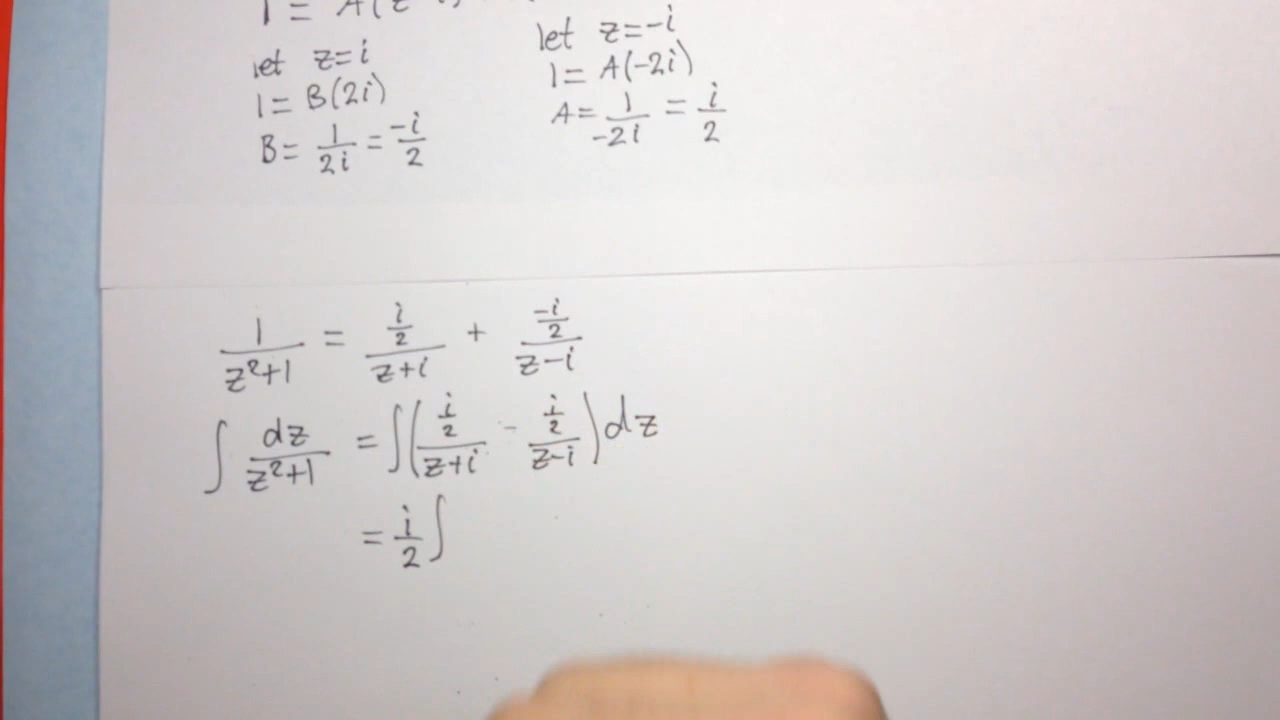 1 = A(z
let z=i
1 = B(2i)
B= 1/2i = -i/2
let z=-i
1= A(-2i)
A= 1/-2i = i/2
1/z²+1 = i/2/z+i + -i/2/z-i
∫ dz/z²+1 = ∫(i/2/z+i - i/2/z-i)dz
= i/2 ∫